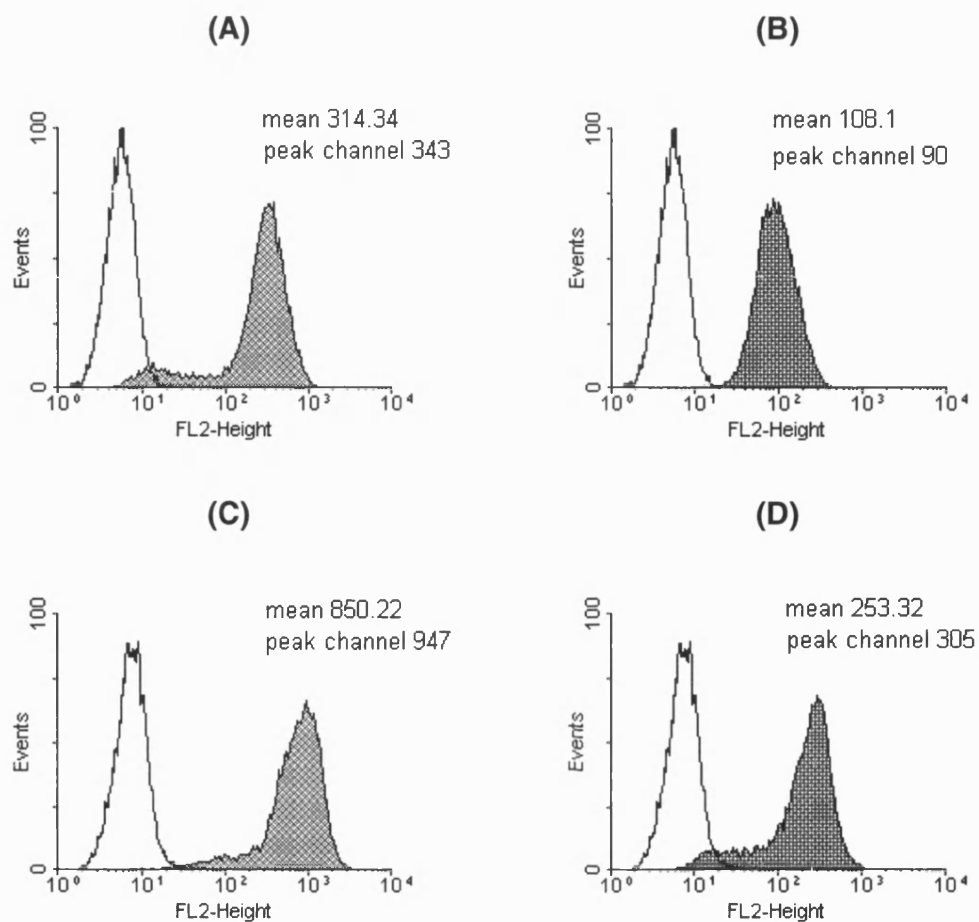 (A)
mean 314.34
peak channel 343
100
Events
0
10⁰ 10¹ 10² 10³ 10⁴
FL2-Height
(B)
mean 108.1
peak channel 90
100
Events
0
10⁰ 10¹ 10² 10³ 10⁴
FL2-Height
(C)
mean 850.22
peak channel 947
100
Events
0
10⁰ 10¹ 10² 10³ 10⁴
FL2-Height
(D)
mean 253.32
peak channel 305
100
Events
0
10⁰ 10¹ 10² 10³ 10⁴
FL2-Height